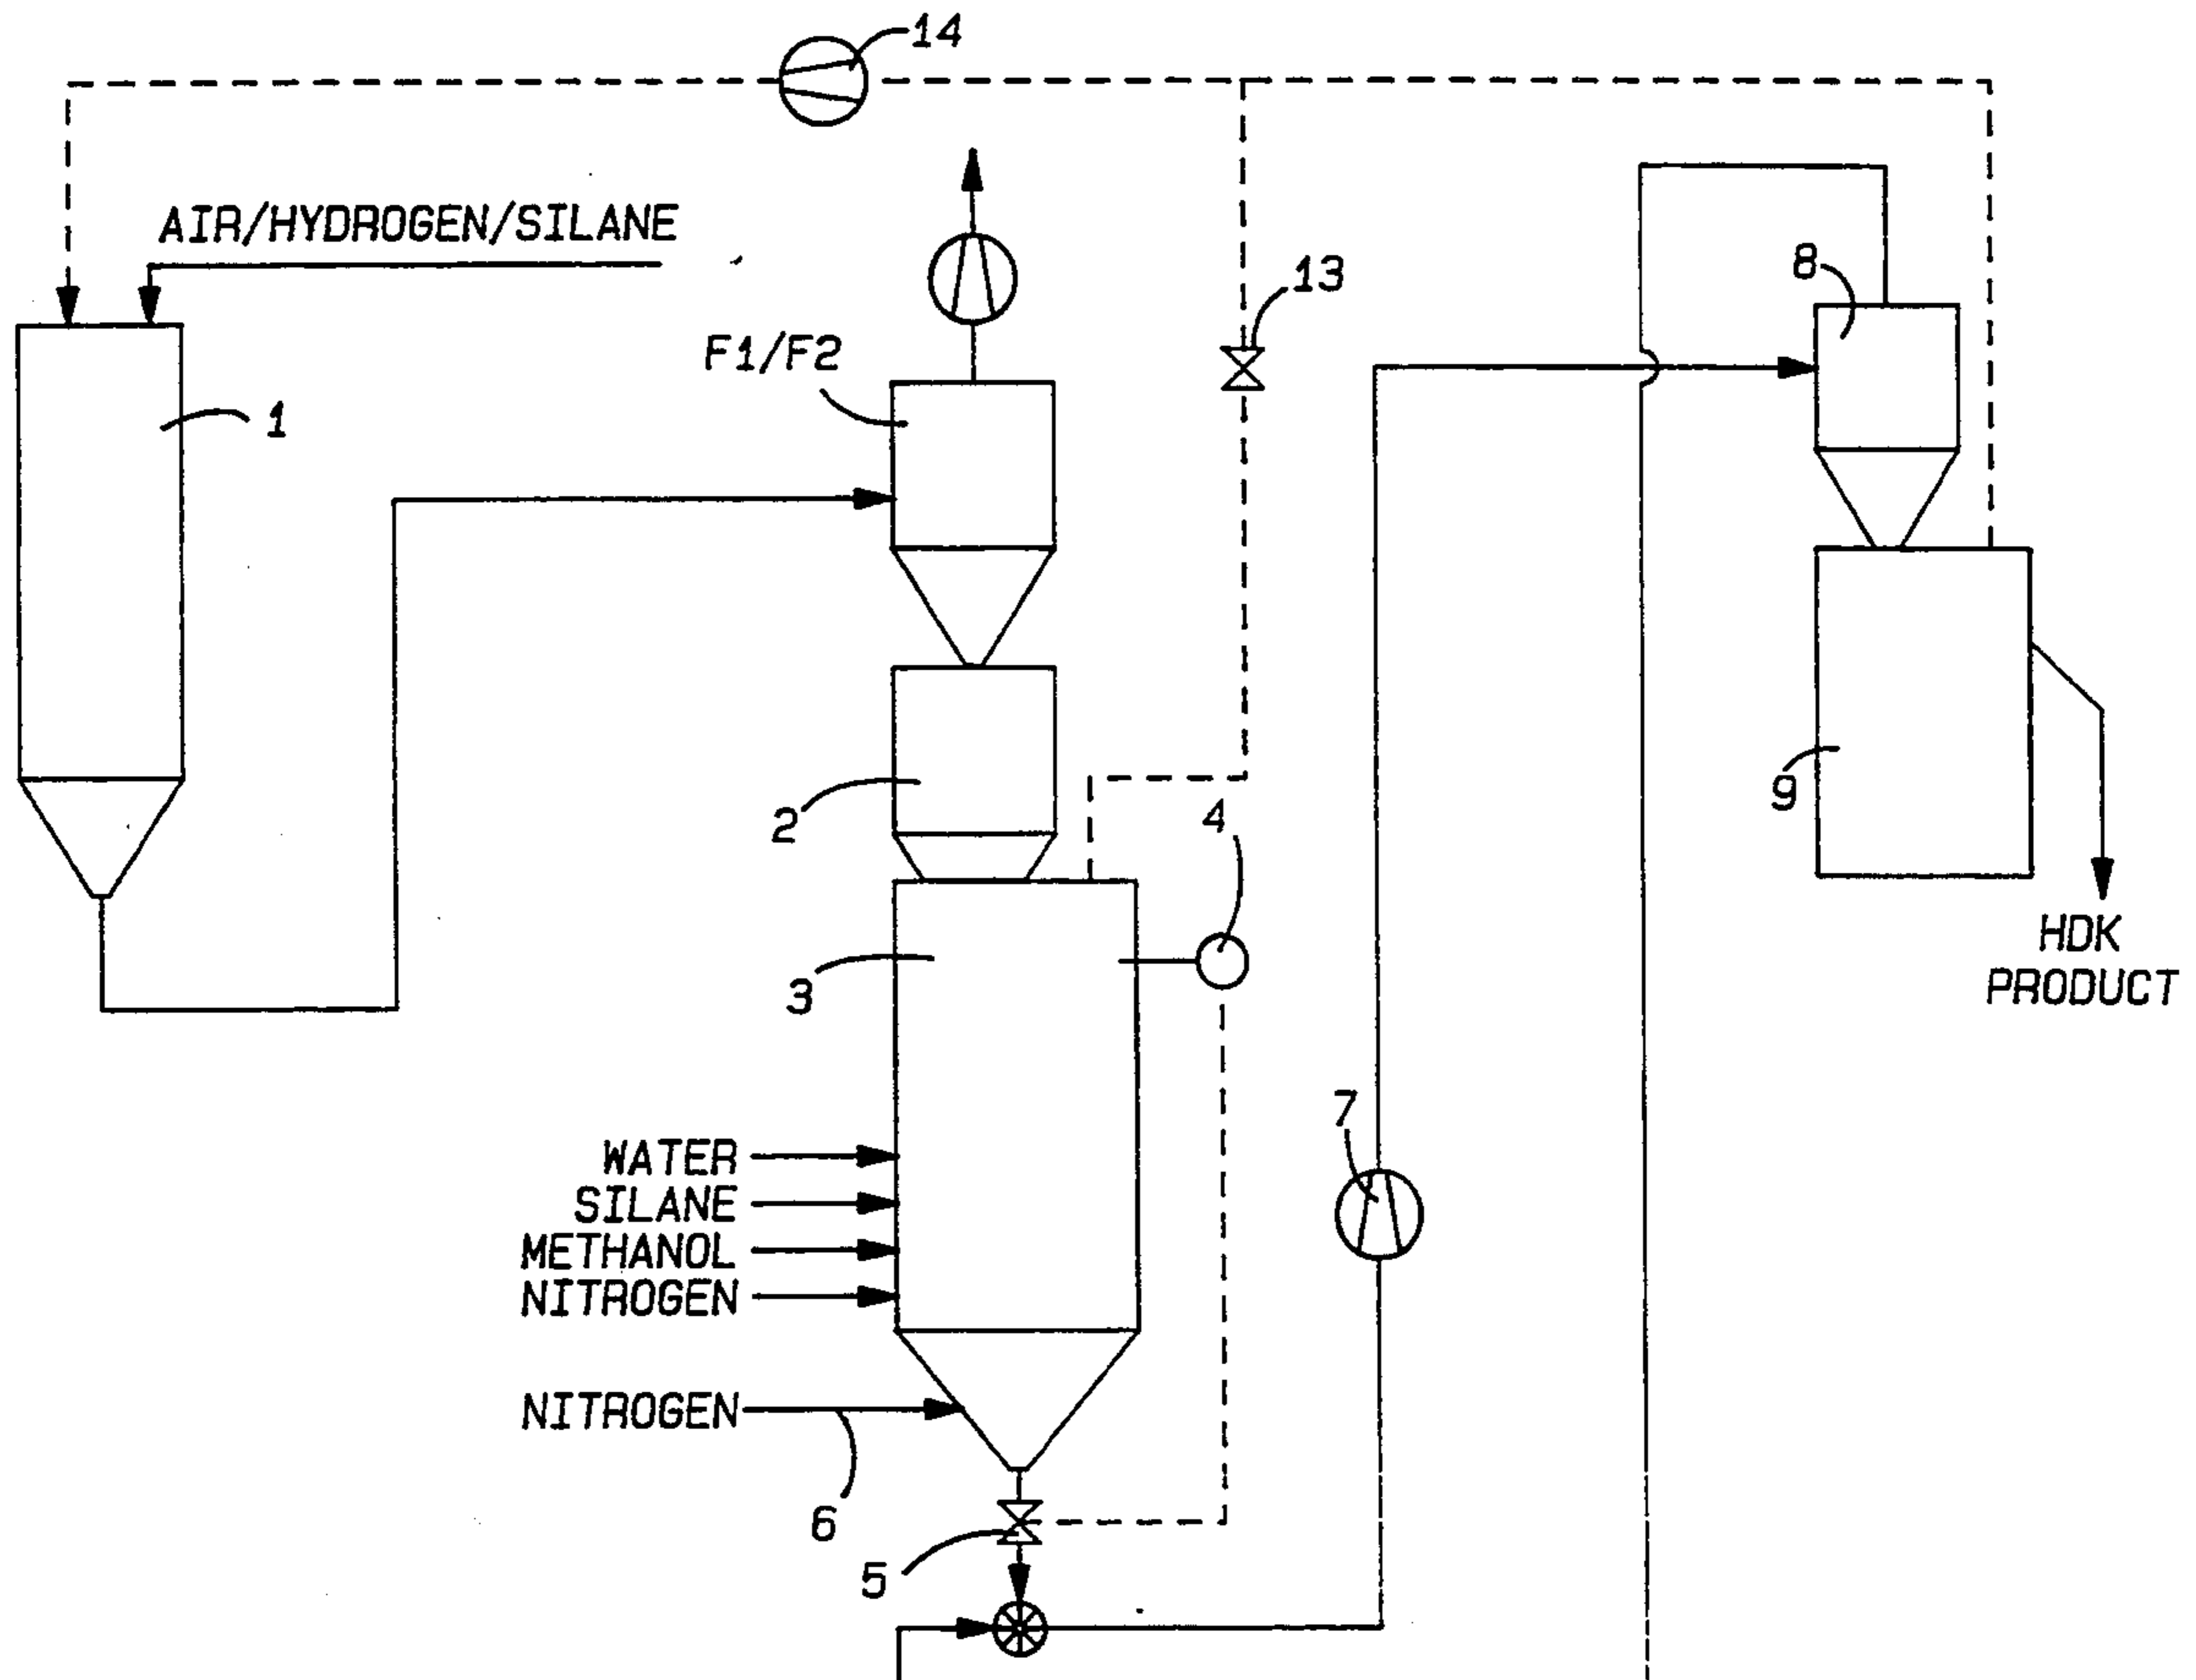 14
AIR/HYDROGEN/SILANE
8
13
F1/F2
1
2
4
9
HDK
PRODUCT
3
7
WATER
SILANE
METHANOL
NITROGEN
NITROGEN
6
5